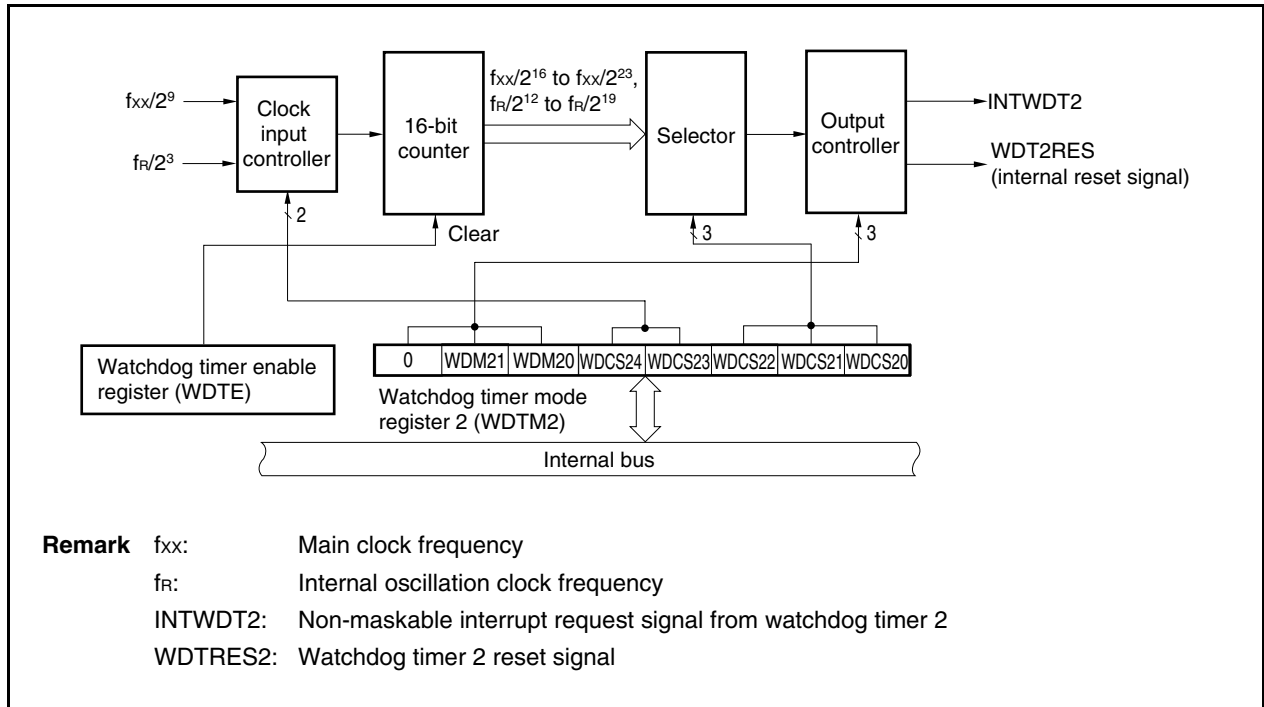 fxx/2⁹
fR/2³
Clock
input
controller
2
16-bit
counter
Clear
fxx/2¹⁶ to fxx/2²³,
fR/2¹² to fR/2¹⁹
Selector
3
Output
controller
3
INTWDT2
WDT2RES
(internal reset signal)
Watchdog timer enable
register (WDTE)
0 WDM21 WDM20 WDCS24 WDCS23 WDCS22 WDCS21 WDCS20
Watchdog timer mode
register 2 (WDTM2)
Internal bus
Remark fxx: Main clock frequency
fR: Internal oscillation clock frequency
INTWDT2: Non-maskable interrupt request signal from watchdog timer 2
WDTRES2: Watchdog timer 2 reset signal